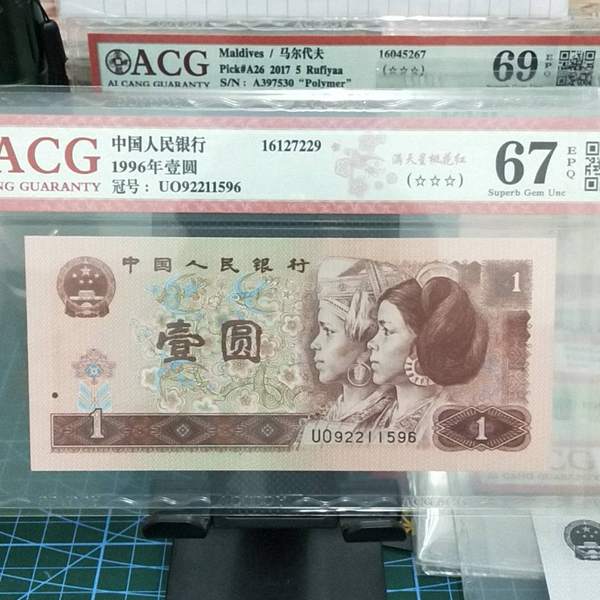 ACG
AI CANG GUARANTY
Maldives / 马尔代夫
Pick#A26 2017 5 Rufiyaa
S/N: A397530 "Polymer"
16045267
(☆☆☆)
69
EPQ
ACG
CANG GUARANTY
中国人民银行
1996年壹圆
冠号: UO92211596
16127229
满天星桃花红
(☆☆☆)
67
EPQ
Superb Gem Unc
中国人民银行
壹圆
1
1
UO92211596
1